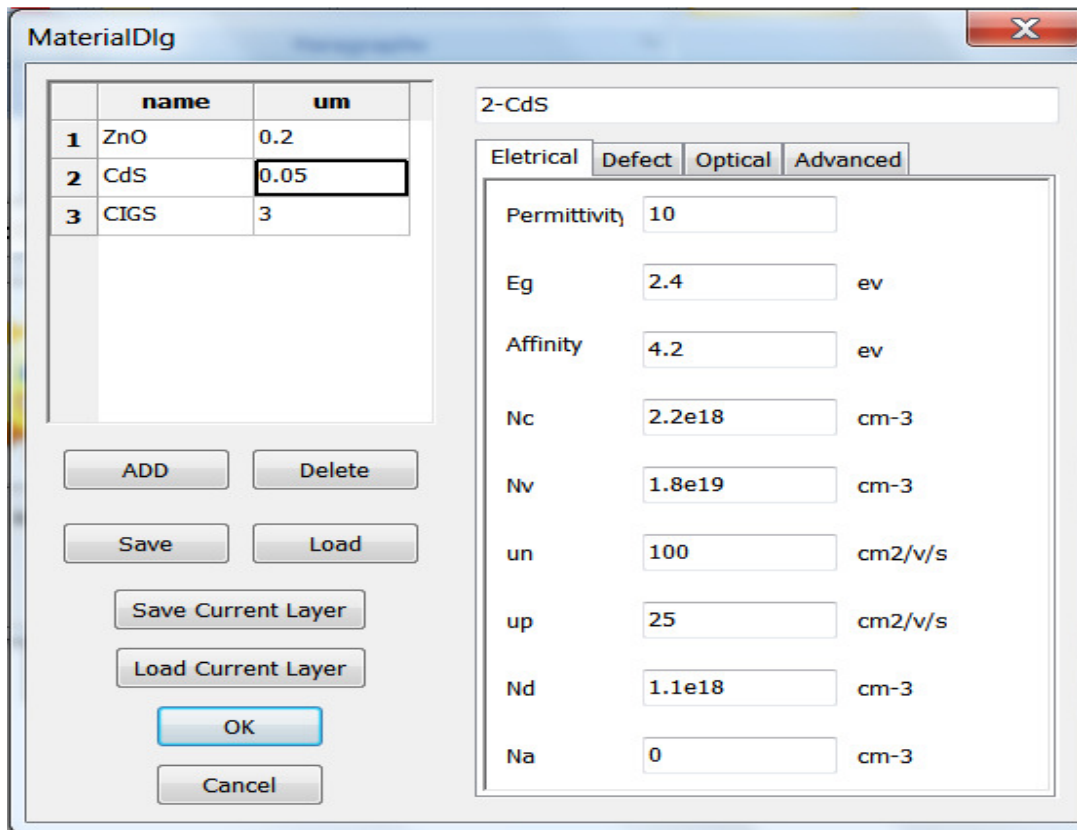 MaterialDlg
X
name um
1 ZnO 0.2
2 CdS 0.05
3 CIGS 3
ADD Delete
Save Load
Save Current Layer
Load Current Layer
OK
Cancel
2-CdS
Eletrical Defect Optical Advanced
Permittivity 10
Eg 2.4 ev
Affinity 4.2 ev
Nc 2.2e18 cm-3
Nv 1.8e19 cm-3
un 100 cm2/v/s
up 25 cm2/v/s
Nd 1.1e18 cm-3
Na 0 cm-3